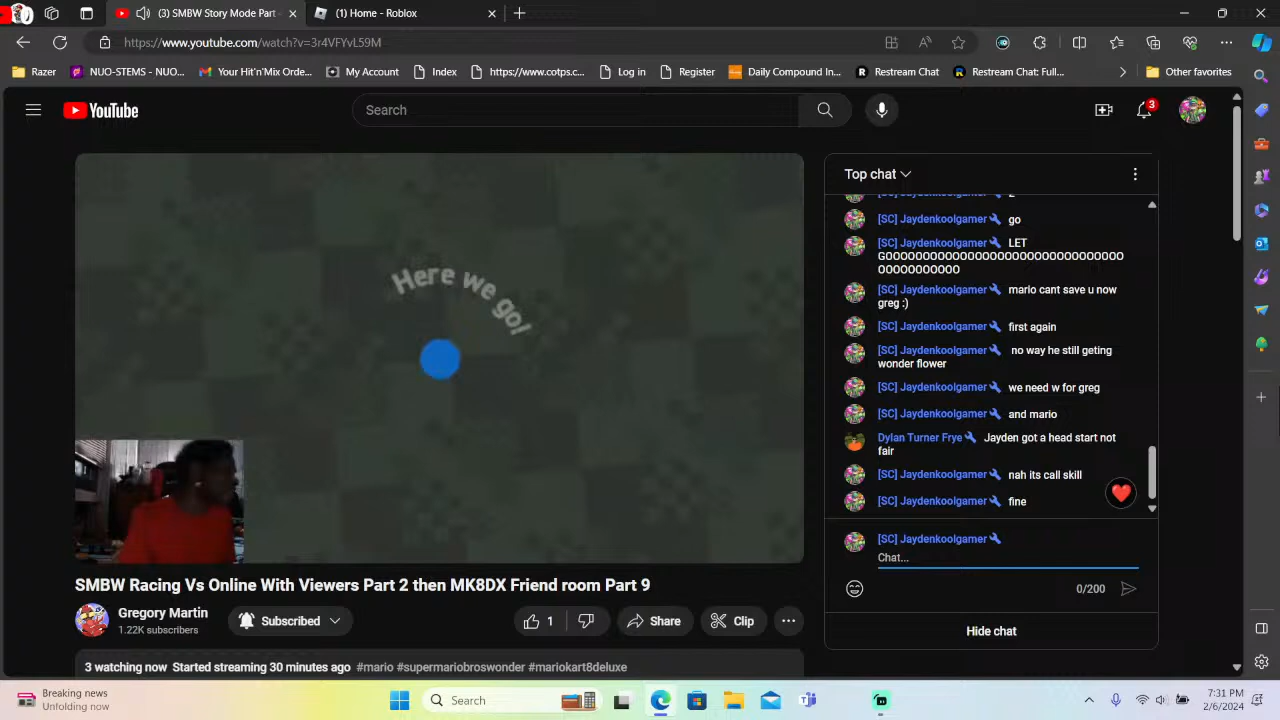 (3) SMBW Story Mode Part
(1) Home - Roblox
https://www.youtube.com/watch?v=3r4VFYvL59M
Razer
NUO-STEMS - NUO...
Your Hit'n'Mix Orde...
My Account
Index
https://www.cotps.c...
Log in
Register
Daily Compound In...
Restream Chat
Restream Chat: Full...
Other favorites
YouTube
Search
3
Here we go!
Top chat
[SC] Jaydenkoolgamer go
[SC] Jaydenkoolgamer LET
[SC] Jaydenkoolgamer mario cant save u now
greg :)
[SC] Jaydenkoolgamer first again
[SC] Jaydenkoolgamer no way he still geting
wonder flower
[SC] Jaydenkoolgamer we need w for greg
[SC] Jaydenkoolgamer and mario
Dylan Turner Frye Jayden got a head start not
fair
[SC] Jaydenkoolgamer nah its call skill
[SC] Jaydenkoolgamer fine
[SC] Jaydenkoolgamer
Chat...
0/200
Hide chat
SMBW Racing Vs Online With Viewers Part 2 then MK8DX Friend room Part 9
Gregory Martin
1.22K subscribers
Subscribed
1
Share
Clip
3 watching now Started streaming 30 minutes ago #mario #supermariobroswonder #mariokart8deluxe
Breaking news
Unfolding now
Search
7:31 PM
2/6/2024